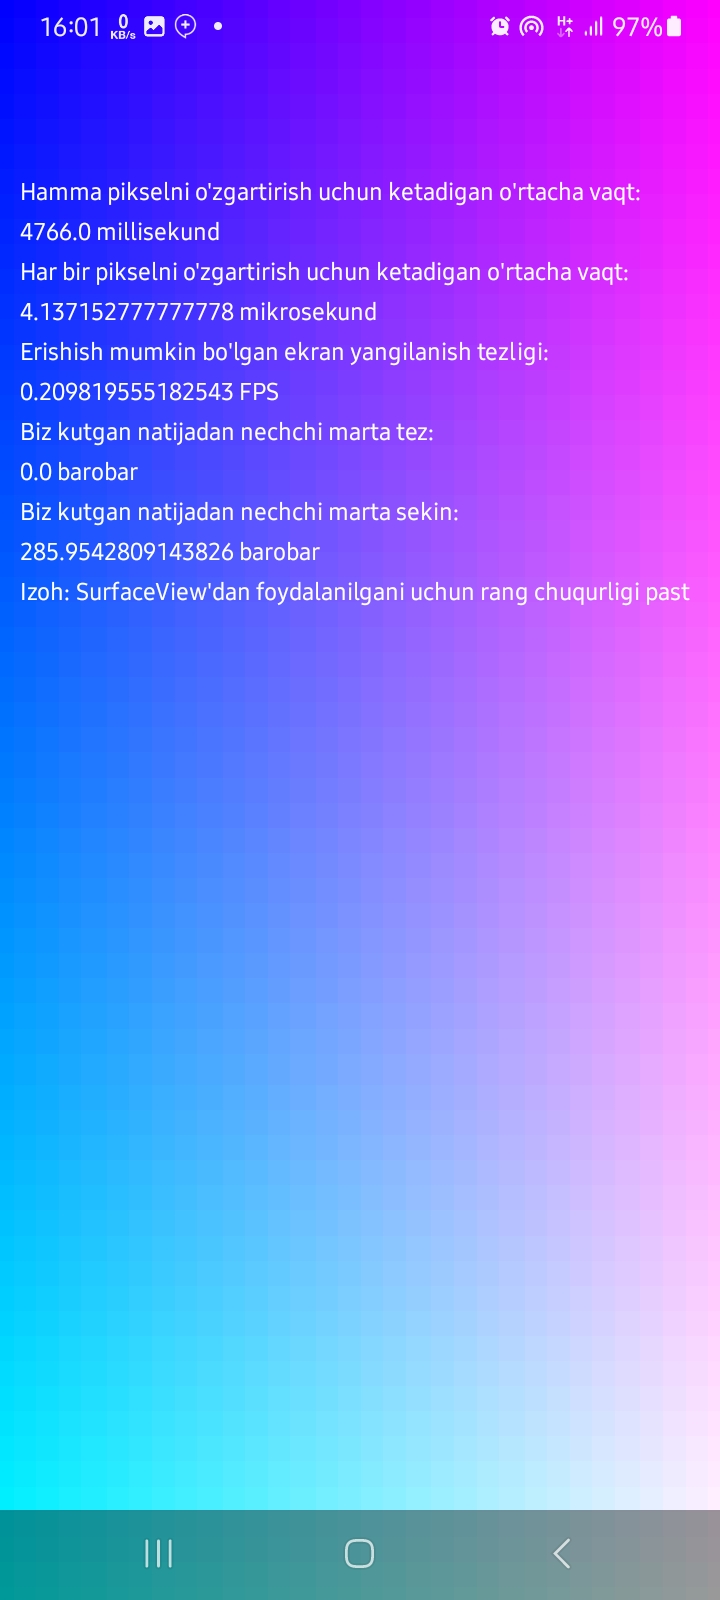 16:01 0 KB/s H+ 97%
Hamma pikselni o'zgartirish uchun ketadigan o'rtacha vaqt:
4766.0 millisekund
Har bir pikselni o'zgartirish uchun ketadigan o'rtacha vaqt:
4.137152777777778 mikrosekund
Erishish mumkin bo'lgan ekran yangilanish tezligi:
0.209819555182543 FPS
Biz kutgan natijadan nechchi marta tez:
0.0 barobar
Biz kutgan natijadan nechchi marta sekin:
285.9542809143826 barobar
Izoh: SurfaceView'dan foydalanilgani uchun rang chuqurligi past